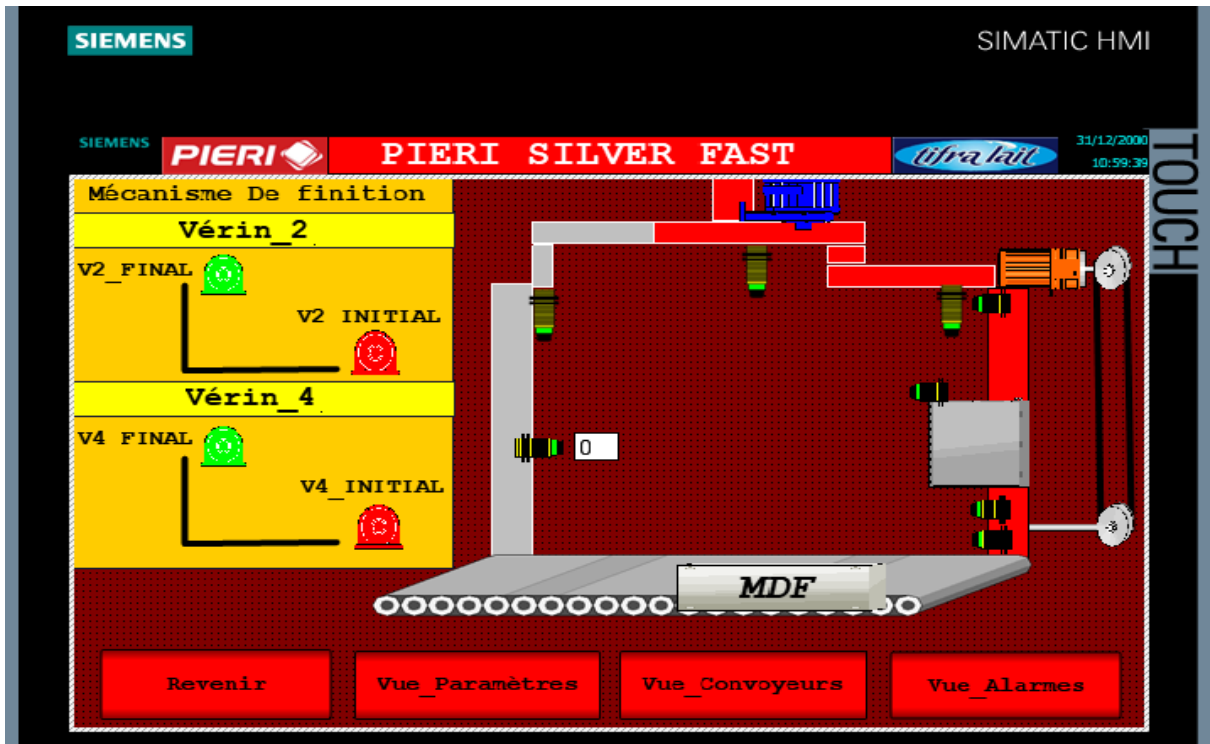 SIEMENS
SIMATIC HMI
SIEMENS
PIERI
PIERI SILVER FAST
tifra lait
31/12/2000
10:59:39
TOUCH
Mécanisme De finition
Vérin_2
V2_FINAL
V2 INITIAL
Vérin_4
V4 FINAL
V4_INITIAL
0
MDF
Revenir
Vue_Paramètres
Vue_Convoyeurs
Vue_Alarmes